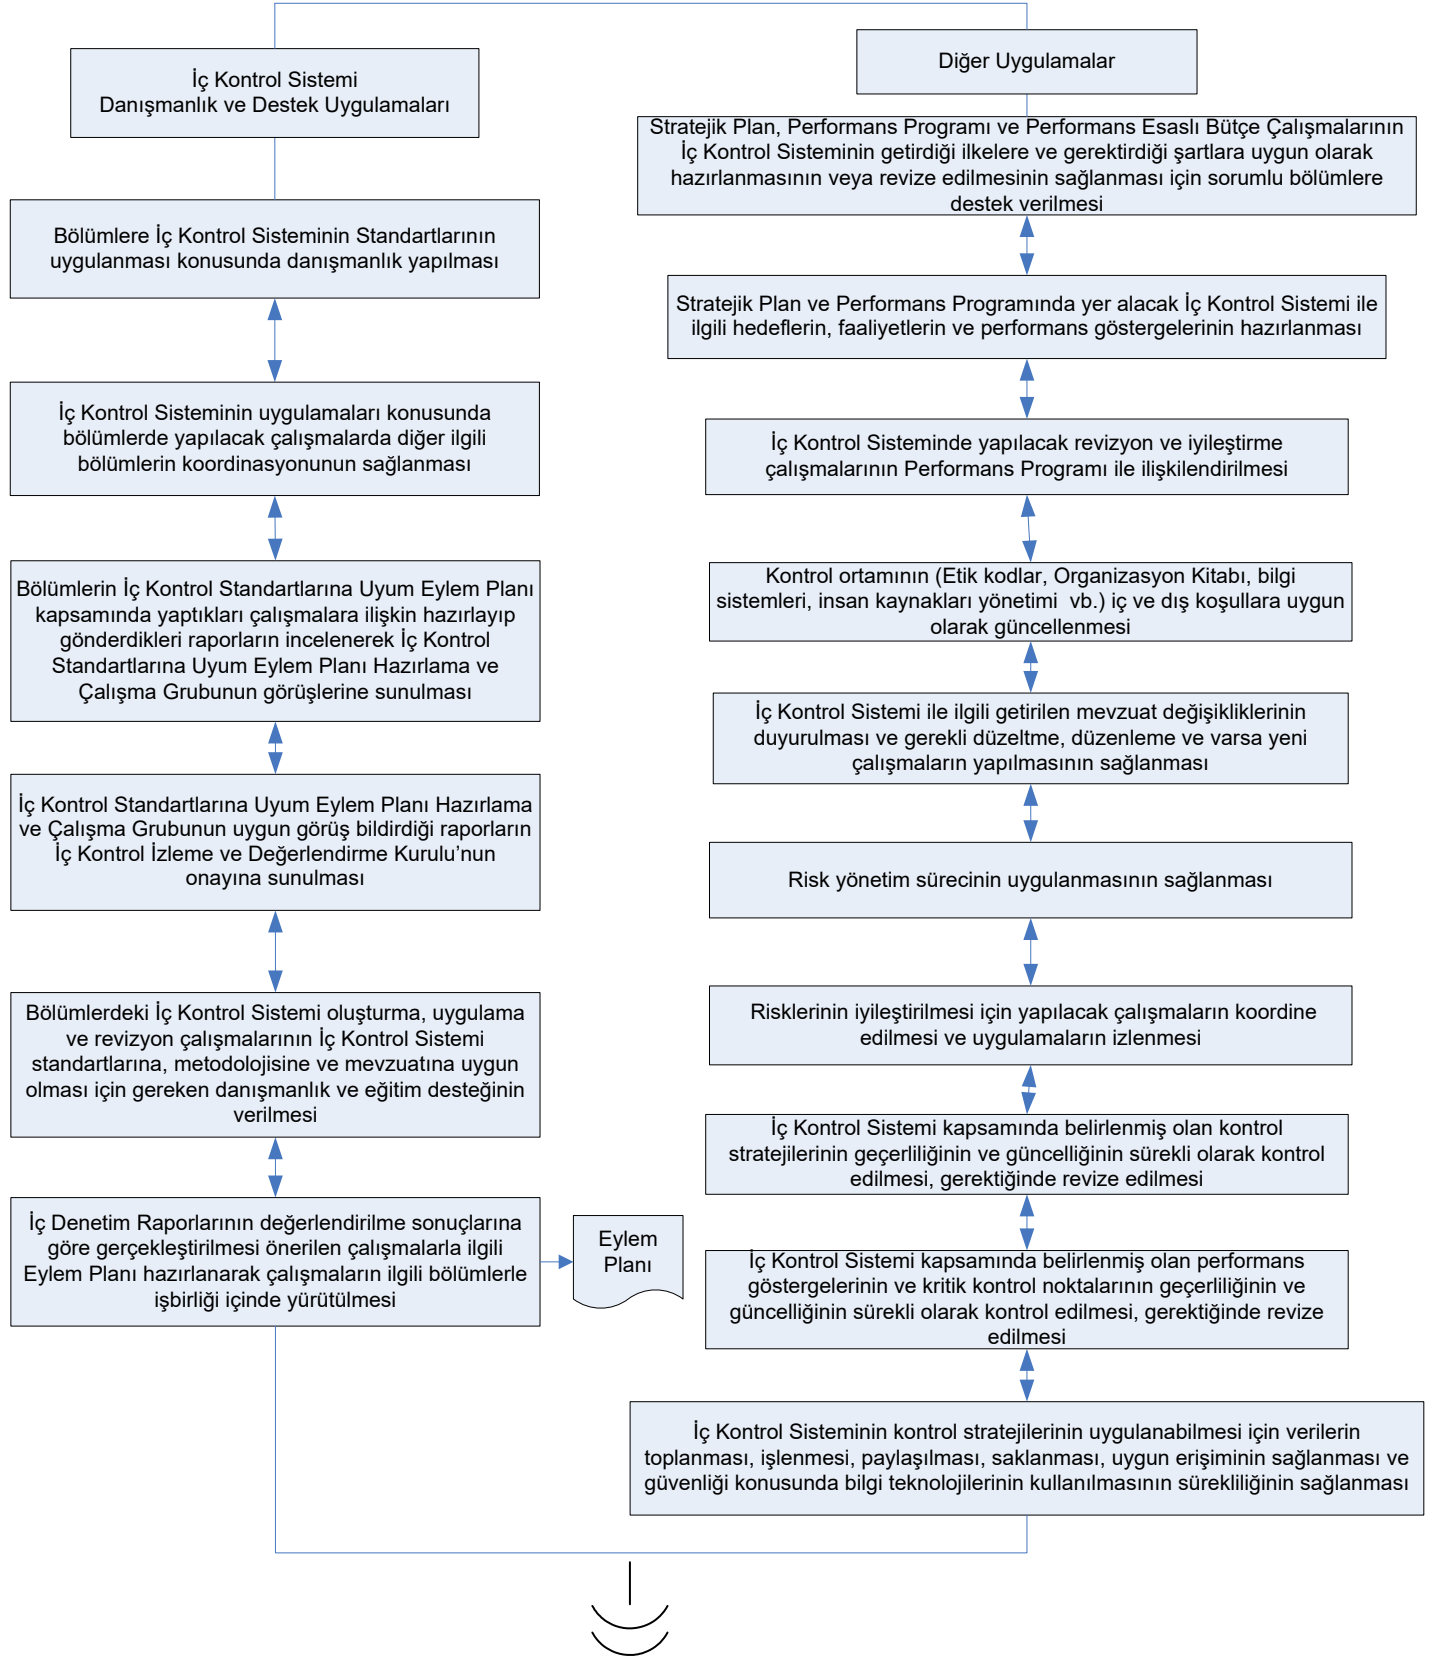 İç Kontrol Sistemi
Danışmanlık ve Destek Uygulamaları
Bölümlere İç Kontrol Sisteminin Standartlarının
uygulanması konusunda danışmanlık yapılması
İç Kontrol Sisteminin uygulamaları konusunda
bölümlerde yapılacak çalışmalarda diğer ilgili
bölümlerin koordinasyonunun sağlanması
Bölümlerin İç Kontrol Standartlarına Uyum Eylem Planı
kapsamında yaptıkları çalışmalara ilişkin hazırlayıp
gönderdikleri raporların incelenerek İç Kontrol
Standartlarına Uyum Eylem Planı Hazırlama ve
Çalışma Grubunun görüşlerine sunulması
İç Kontrol Standartlarına Uyum Eylem Planı Hazırlama
ve Çalışma Grubunun uygun görüş bildirdiği raporların
İç Kontrol İzleme ve Değerlendirme Kurulu’nun
onayına sunulması
Bölümlerdeki İç Kontrol Sistemi oluşturma, uygulama
ve revizyon çalışmalarının İç Kontrol Sistemi
standartlarına, metodolojisine ve mevzuatına uygun
olması için gereken danışmanlık ve eğitim desteğinin
verilmesi
İç Denetim Raporlarının değerlendirilme sonuçlarına
göre gerçekleştirilmesi önerilen çalışmalarla ilgili
Eylem Planı hazırlanarak çalışmaların ilgili bölümlerle
işbirliği içinde yürütülmesi
Eylem
Planı
Diğer Uygulamalar
Stratejik Plan, Performans Programı ve Performans Esaslı Bütçe Çalışmalarının
İç Kontrol Sisteminin getirdiği ilkelere ve gerektirdiği şartlara uygun olarak
hazırlanmasının veya revize edilmesinin sağlanması için sorumlu bölümlere
destek verilmesi
Stratejik Plan ve Performans Programında yer alacak İç Kontrol Sistemi ile
ilgili hedeflerin, faaliyetlerin ve performans göstergelerinin hazırlanması
İç Kontrol Sisteminde yapılacak revizyon ve iyileştirme
çalışmalarının Performans Programı ile ilişkilendirilmesi
Kontrol ortamının (Etik kodlar, Organizasyon Kitabı, bilgi
sistemleri, insan kaynakları yönetimi  vb.) iç ve dış koşullara uygun
olarak güncellenmesi
İç Kontrol Sistemi ile ilgili getirilen mevzuat değişikliklerinin
duyurulması ve gerekli düzeltme, düzenleme ve varsa yeni
çalışmaların yapılmasının sağlanması
Risk yönetim sürecinin uygulanmasının sağlanması
Risklerinin iyileştirilmesi için yapılacak çalışmaların koordine
edilmesi ve uygulamaların izlenmesi
İç Kontrol Sistemi kapsamında belirlenmiş olan kontrol
stratejilerinin geçerliliğinin ve güncelliğinin sürekli olarak kontrol
edilmesi, gerektiğinde revize edilmesi
İç Kontrol Sistemi kapsamında belirlenmiş olan performans
göstergelerinin ve kritik kontrol noktalarının geçerliliğinin ve
güncelliğinin sürekli olarak kontrol edilmesi, gerektiğinde revize
edilmesi
İç Kontrol Sisteminin kontrol stratejilerinin uygulanabilmesi için verilerin
toplanması, işlenmesi, paylaşılması, saklanması, uygun erişiminin sağlanması ve
güvenliği konusunda bilgi teknolojilerinin kullanılmasının sürekliliğinin sağlanması